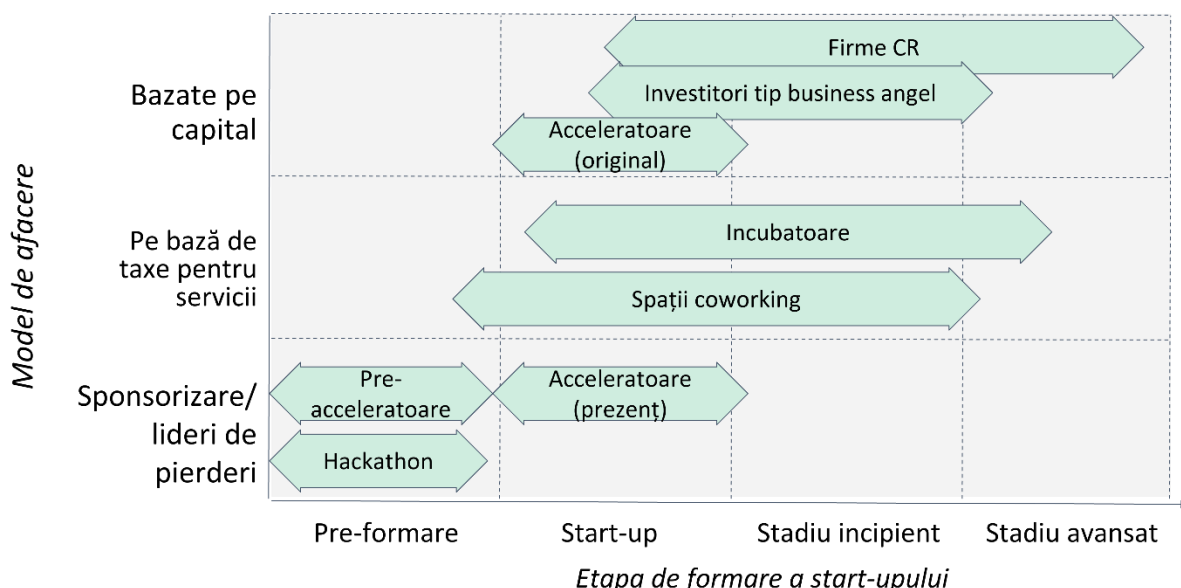 Model de afacere
Bazate pe
capital
Firme CR
Investitori tip business angel
Acceleratoare
(original)
Pe bază de
taxe pentru
servicii
Incubatoare
Spații coworking
Sponsorizare/
lideri de
pierderi
Pre-
acceleratoare
Acceleratoare
(prezent)
Hackathon
Pre-formare
Start-up
Stadiu incipient
Stadiu avansat
Etapa de formare a start-upului